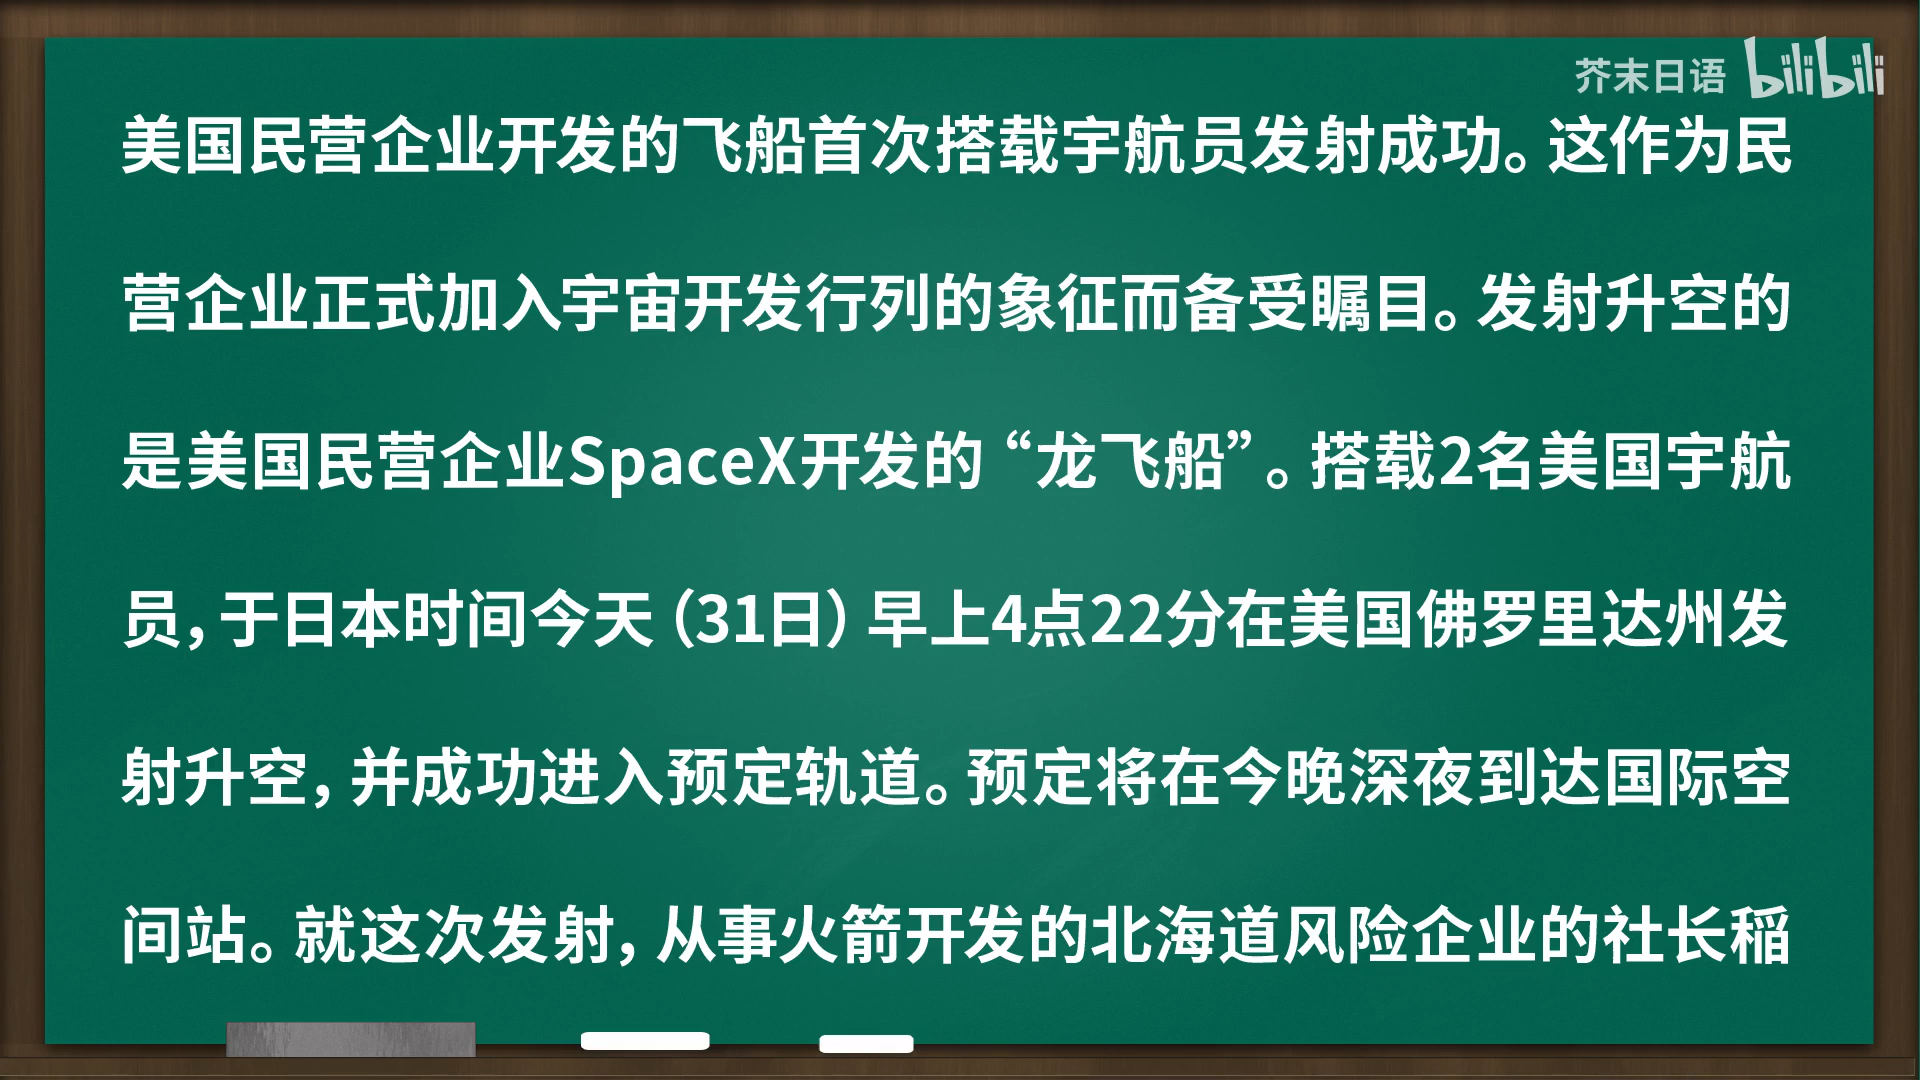 芥末日语 bilibili
美国民营企业开发的飞船首次搭载宇航员发射成功。这作为民
营企业正式加入宇宙开发行列的象征而备受瞩目。发射升空的
是美国民营企业SpaceX开发的“龙飞船”。搭载2名美国宇航
员，于日本时间今天（31日）早上4点22分在美国佛罗里达州发
射升空，并成功进入预定轨道。预定将在今晚深夜到达国际空
间站。就这次发射，从事火箭开发的北海道风险企业的社长稲